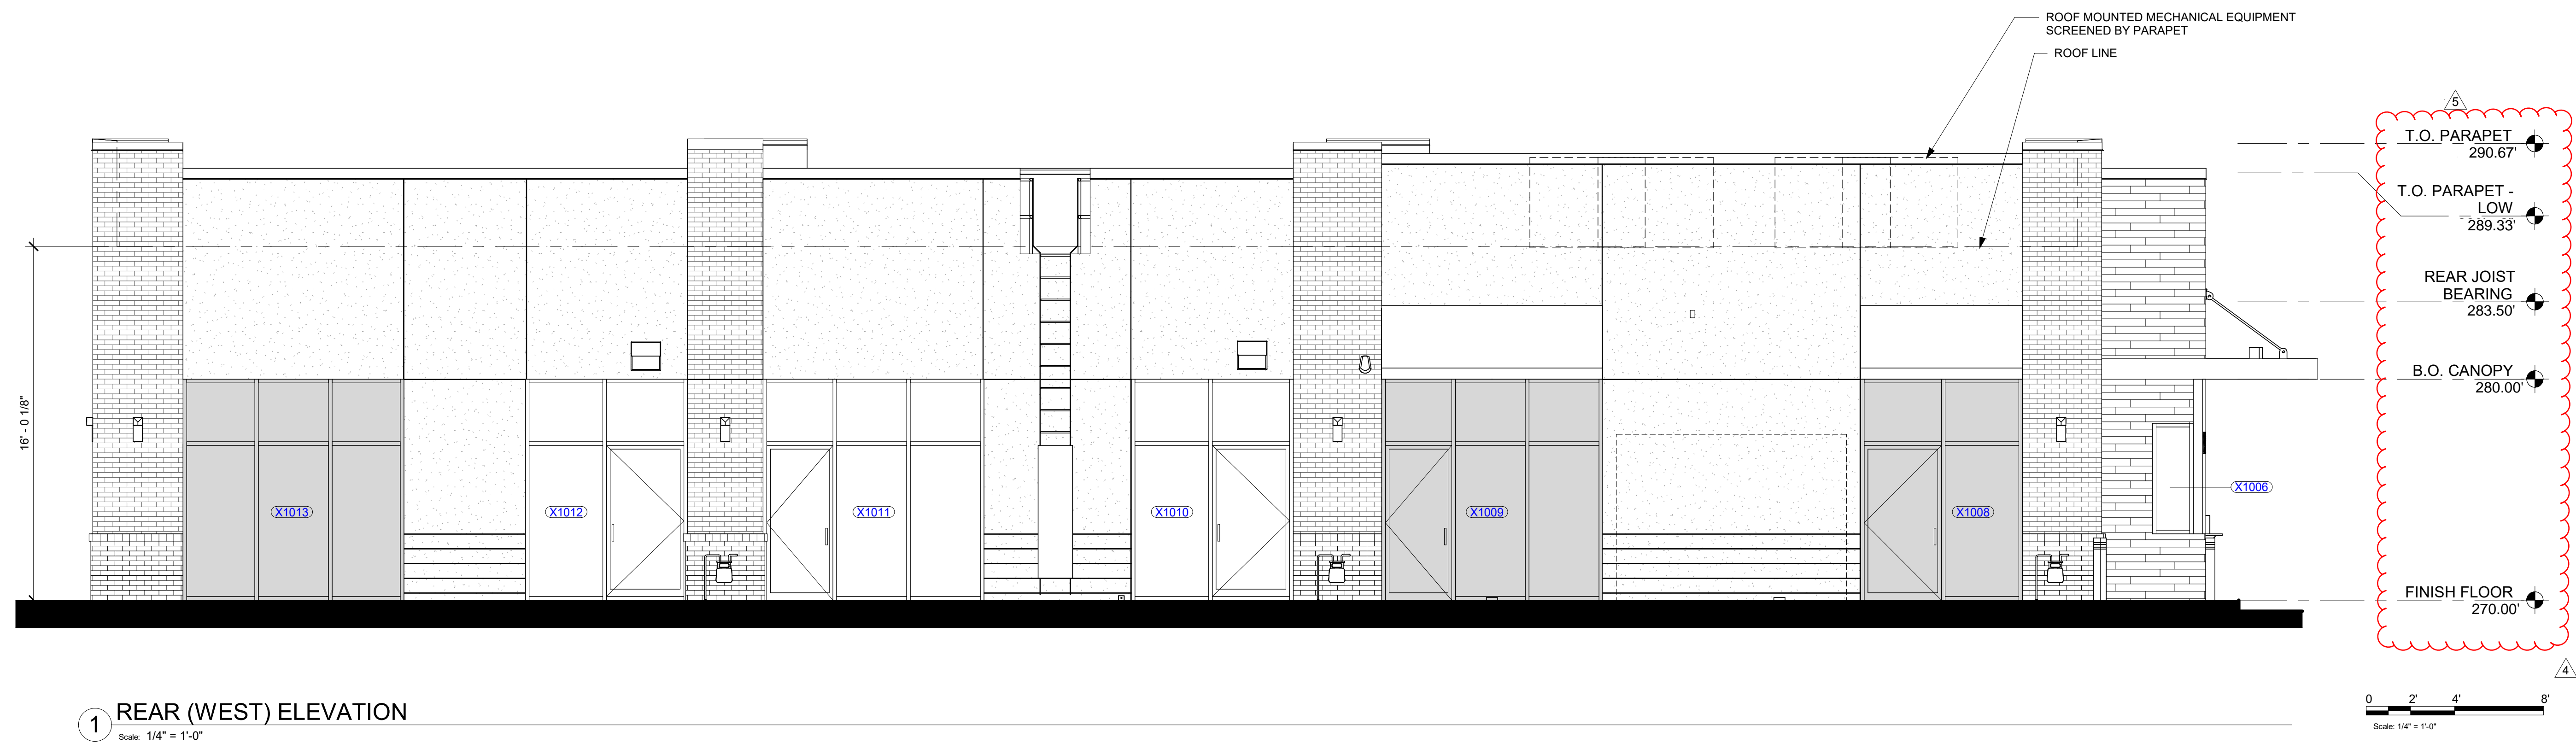 ROOF MOUNTED MECHANICAL EQUIPMENT
SCREENED BY PARAPET
ROOF LINE
5
T.O. PARAPET
290.67'
T.O. PARAPET -
LOW
289.33'
REAR JOIST
BEARING
283.50'
B.O. CANOPY
280.00'
FINISH FLOOR
270.00'
4
16' - 0 1/8"
X1013
X1012
X1011
X1010
X1009
X1008
X1006
1
REAR (WEST) ELEVATION
Scale: 1/4" = 1'-0"
0 2' 4' 8'
Scale: 1/4" = 1'-0"